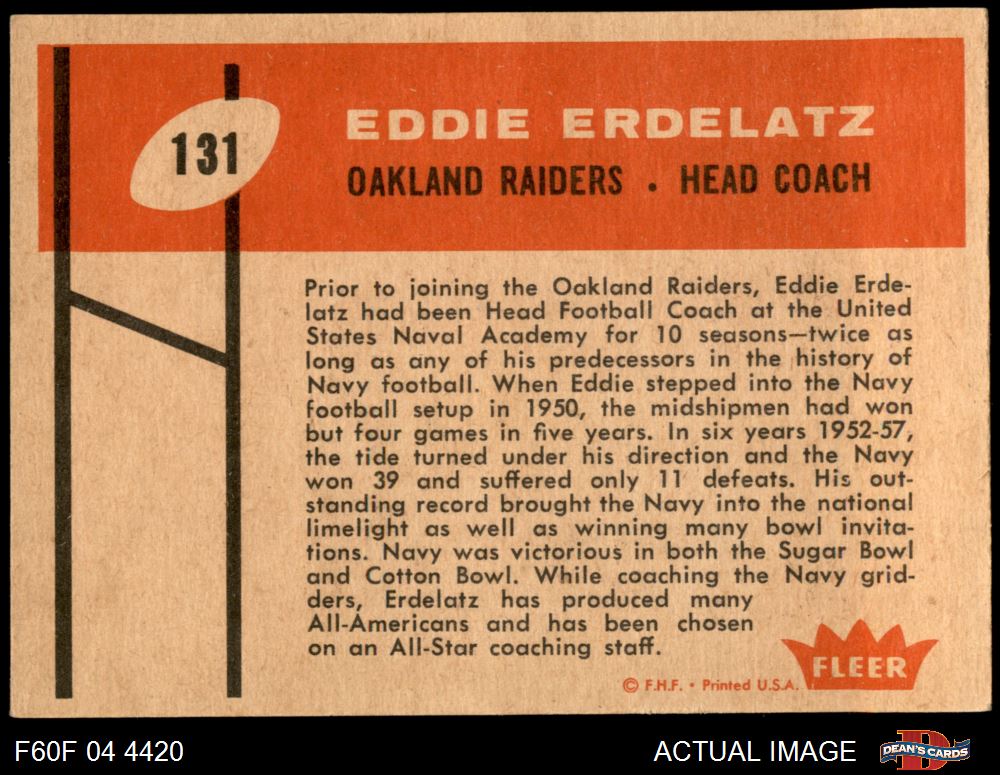 131
EDDIE ERDELATZ
OAKLAND RAIDERS . HEAD COACH
Prior to joining the Oakland Raiders, Eddie Erde-
latz had been Head Football Coach at the United
States Naval Academy for 10 seasons—twice as
long as any of his predecessors in the history of
Navy football. When Eddie stepped into the Navy
football setup in 1950, the midshipmen had won
but four games in five years. In six years 1952-57,
the tide turned under his direction and the Navy
won 39 and suffered only 11 defeats. His out-
standing record brought the Navy into the national
limelight as well as winning many bowl invita-
tions. Navy was victorious in both the Sugar Bowl
and Cotton Bowl. While coaching the Navy grid-
ders, Erdelatz has produced many
All-Americans and has been chosen
on an All-Star coaching staff.
FLEER
© F.H.F. • Printed U.S.A.
F60F 04 4420
ACTUAL IMAGE
D
DEAN'S CARDS